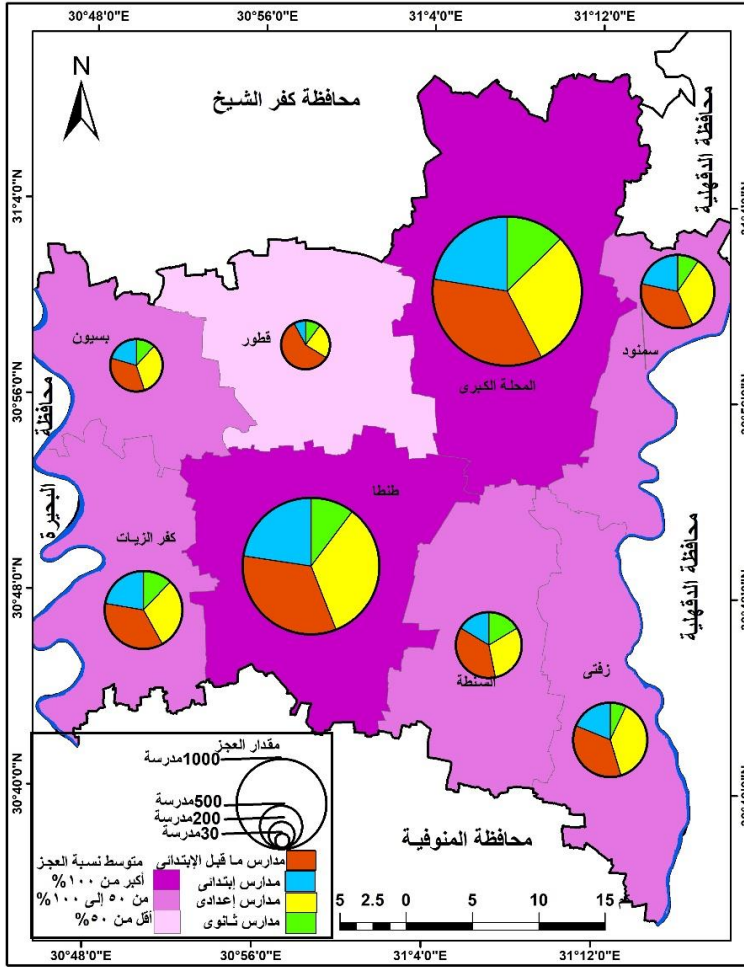 30°48'0"E 30°56'0"E 31°4'0"E 31°12'0"E
N
محافظة كفر الشيخ
محافظة الدقهلية
31°4'0"N
سمنود
قطور
بسيون
المحلة الكبرى
30°56'0"N
محافظة البحيرة
طنطا
كفر الزيات
محافظة الدقهلية
30°48'0"N
السنطة
زفتى
30°40'0"N
محافظة المنوفية
مقدار العجز
1000مدرسة
500مدرسة
200مدرسة
30مدرسة
متوسط نسبة العجز
أكبر من ١٠٠%
من ٥٠ إلى ١٠٠%
أقل من ٥٠%
مدارس ما قبل الإبتدائى
مدارس إبتدائى
مدارس إعدادى
مدارس ثانوى
5 2.5 0 5 10 15
30°48'0"E 30°56'0"E 31°4'0"E 31°12'0"E